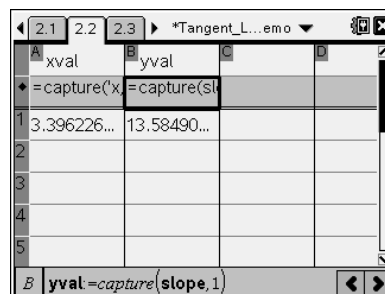 2.1 2.2 2.3 *Tangent_L...emo
A xval B yval C D
=capture('x, =capture(sl
1 3.396226... 13.58490...
2
3
4
5
B yval:=capture(slope,1)